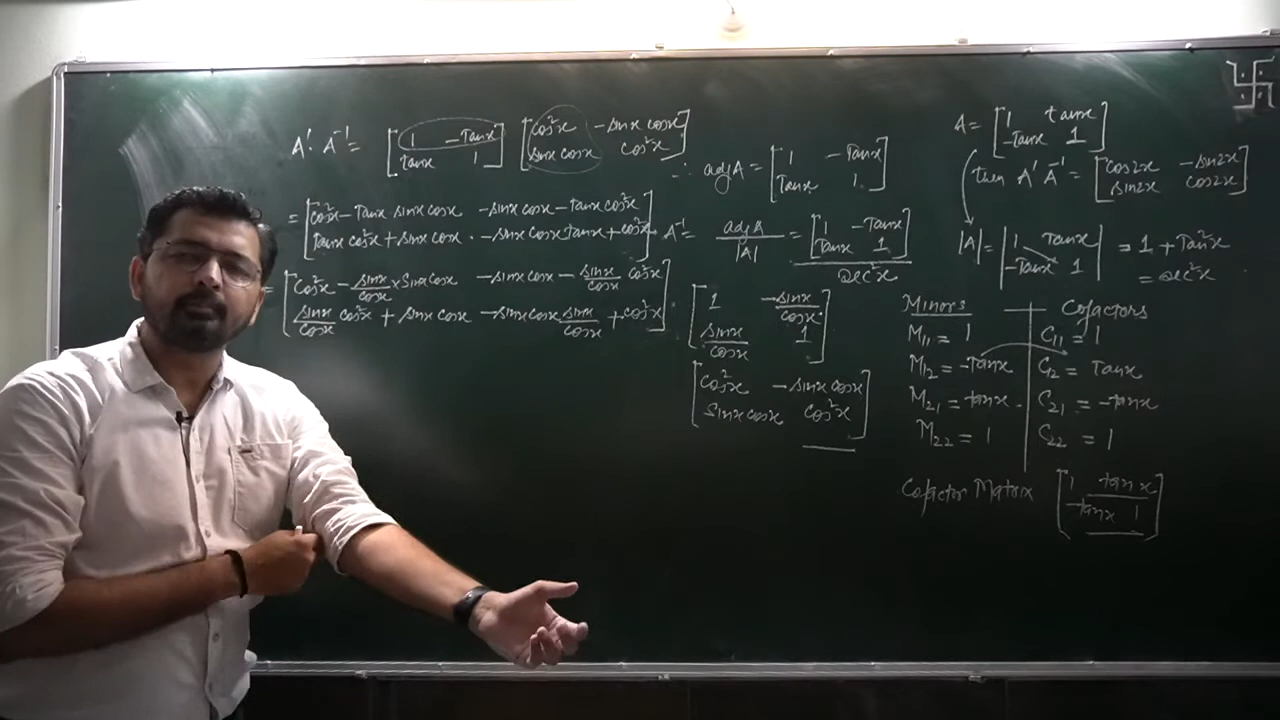 A = [1 tanx
-Tanx 1]
then A' A⁻¹ = [cos2x -sin2x
sin2x cos2x]
|A| = |1 Tanx
-Tanx 1| = 1 + Tan²x
= sec²x
Minors Cofactors
M₁₁ = 1 C₁₁ = 1
M₁₂ = -Tanx C₁₂ = Tanx
M₂₁ = tanx C₂₁ = -tanx
M₂₂ = 1 C₂₂ = 1
Cofactor Matrix [1 tanx
-tanx 1]
∴ adjA = [1 -Tanx
Tanx 1]
A⁻¹ = adjA/|A| = [1 -Tanx
Tanx 1] / sec²x
[1 -sinx/cosx
sinx/cosx 1]
[cos²x -sinx cosx
sinx cosx cos²x]
A'. A⁻¹ = [1 -Tanx
Tanx 1] [cos²x -sinx cosx
sinx cosx cos²x]
= [cos²x - Tanx sinx cosx -sinx cosx - Tanx cos²x
Tanx cos²x + sinx cosx -sinx cosx Tanx + cos²x]
= [cos²x - sinx/cosx × sinx cosx -sinx cosx - sinx/cosx cos²x
sinx/cosx cos²x + sinx cosx -sinx cosx sinx/cosx + cos²x]